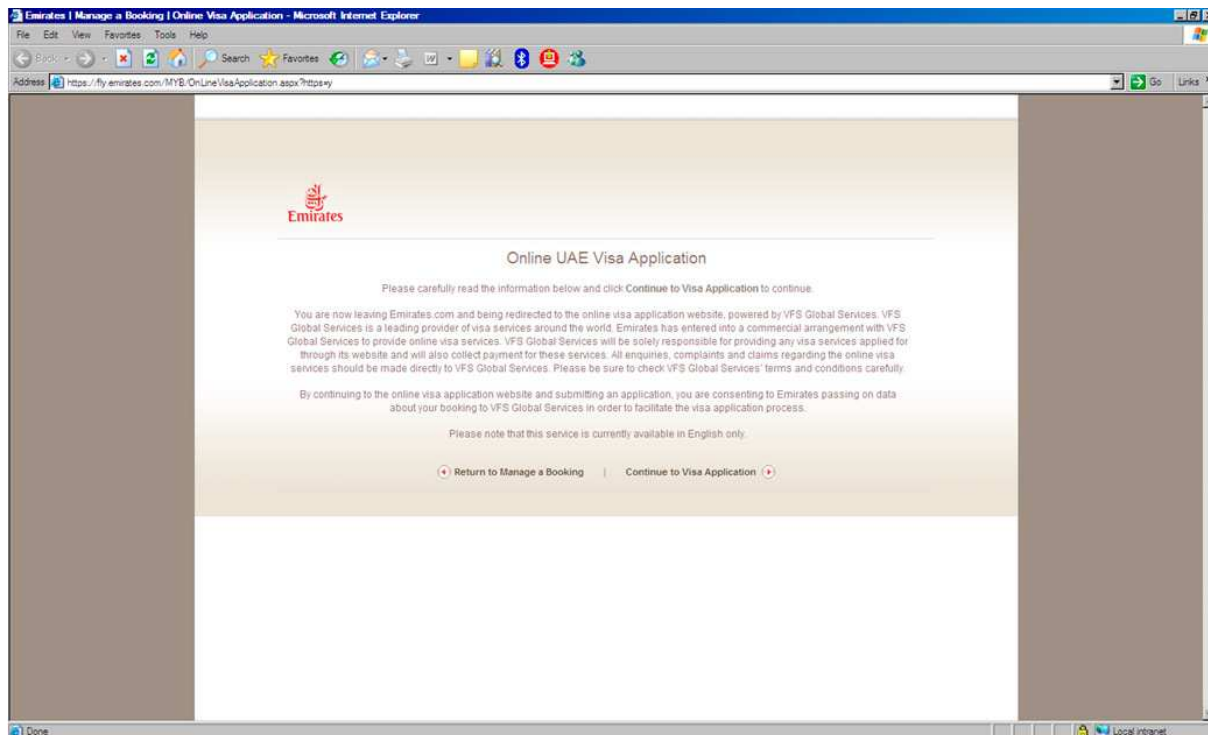 Emirates | Manage a Booking | Online Visa Application - Microsoft Internet Explorer
File Edit View Favorites Tools Help
Back Search Favorites
Address https://fly.emirates.com/MYB/OnLineVisaApplication.aspx?https=y Go Links
Emirates
Online UAE Visa Application
Please carefully read the information below and click Continue to Visa Application to continue.
You are now leaving Emirates.com and being redirected to the online visa application website, powered by VFS Global Services. VFS
Global Services is a leading provider of visa services around the world. Emirates has entered into a commercial arrangement with VFS
Global Services to provide online visa services. VFS Global Services will be solely responsible for providing any visa services applied for
through its website and will also collect payment for these services. All enquiries, complaints and claims regarding the online visa
services should be made directly to VFS Global Services. Please be sure to check VFS Global Services' terms and conditions carefully.
By continuing to the online visa application website and submitting an application, you are consenting to Emirates passing on data
about your booking to VFS Global Services in order to facilitate the visa application process.
Please note that this service is currently available in English only.
Return to Manage a Booking | Continue to Visa Application
Done Local intranet